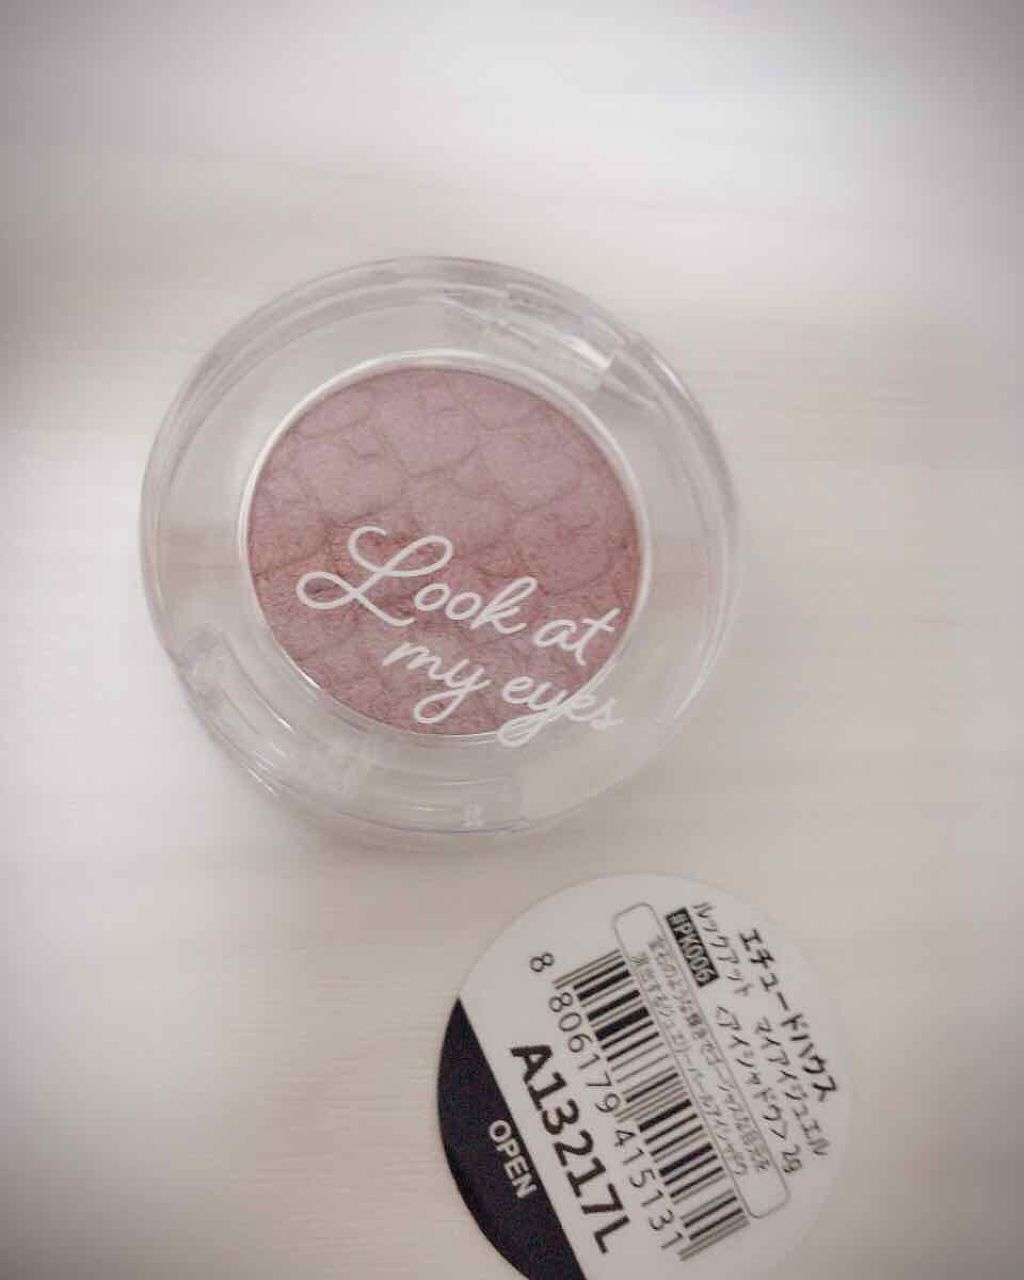 Look at
my eyes
エチュードハウス
ルックアット マイアイジュエル
#PK006 <アイシャドウ> 2g
8 806179 415131
A13217L
OPEN